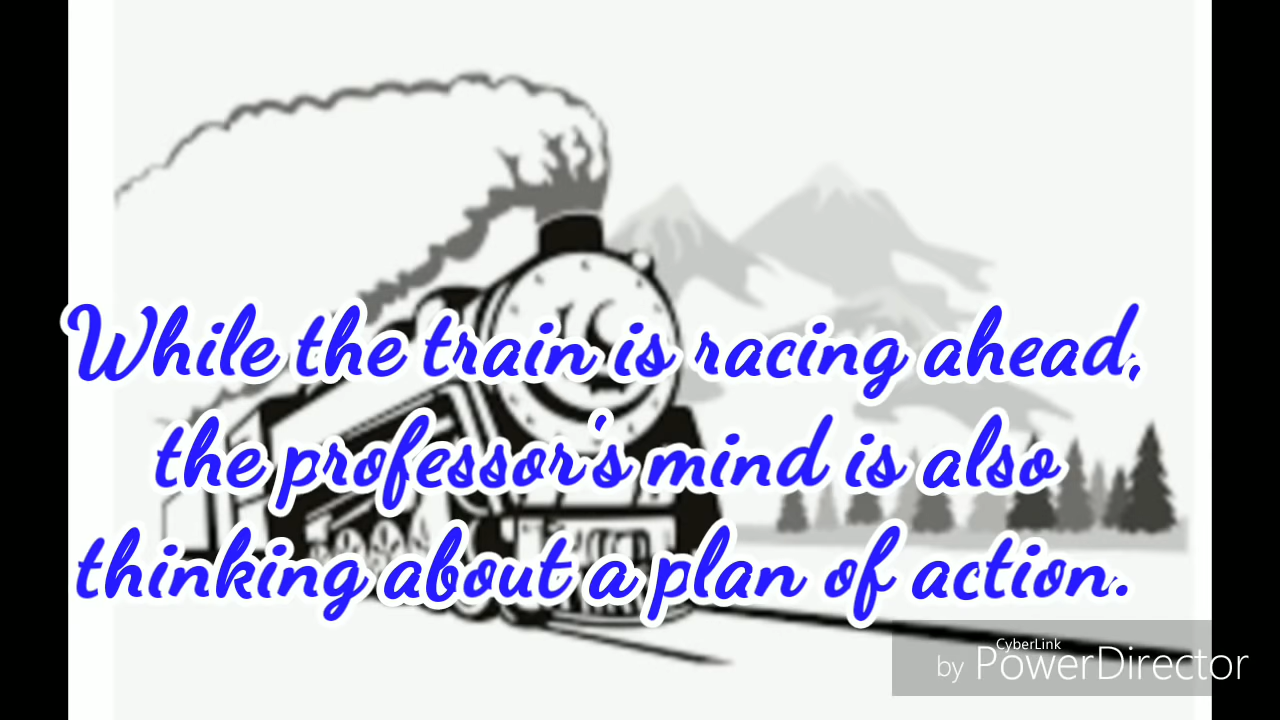 While the train is racing ahead,
the professor's mind is also
thinking about a plan of action.
CyberLink
by PowerDirector